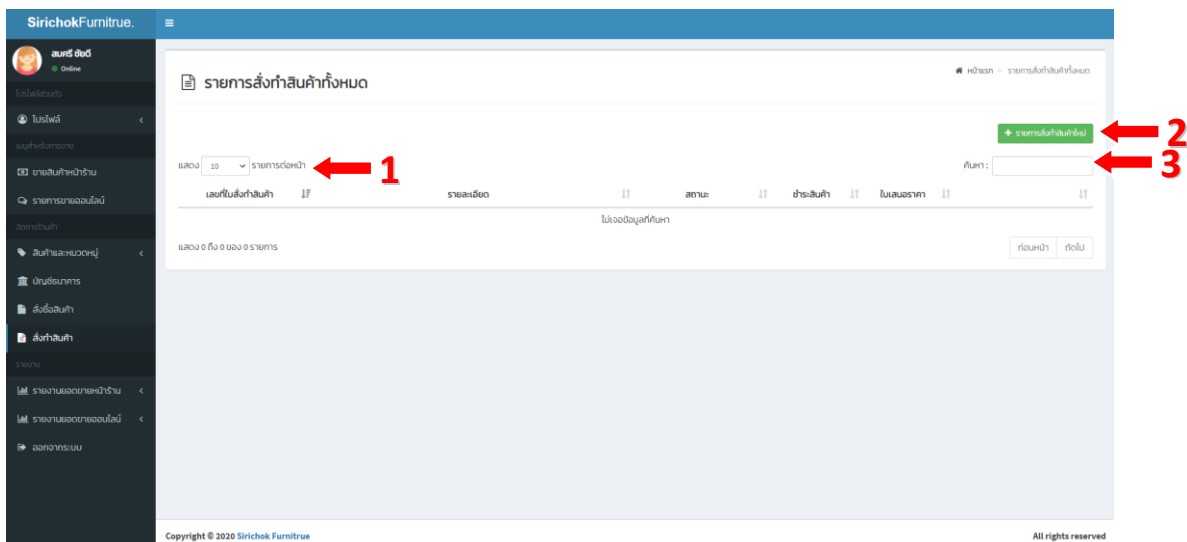 SirichokFurnitrue.
สมศรี ชัยดี
Online
โปรไฟล์ส่วนตัว
โปรไฟล์
เมนูสำหรับการขาย
ขายสินค้าหน้าร้าน
รายการขายออนไลน์
จัดการร้านค้า
สินค้าและหมวดหมู่
บัญชีธนาคาร
สั่งซื้อสินค้า
สั่งทำสินค้า
รายงาน
รายงานยอดขายหน้าร้าน
รายงานยอดขายออนไลน์
ออกจากระบบ
รายการสั่งทำสินค้าทั้งหมด
หน้าแรก > รายการสั่งทำสินค้าทั้งหมด
+ รายการสั่งทำสินค้าใหม่
2
แสดง 10 รายการต่อหน้า
1
ค้นหา :
3
เลขที่ใบสั่งทำสินค้า รายละเอียด สถานะ ชำระสินค้า ใบเสนอราคา
ไม่เจอข้อมูลที่ค้นหา
แสดง 0 ถึง 0 ของ 0 รายการ
ก่อนหน้า ถัดไป
Copyright © 2020 Sirichok Furnitrue
All rights reserved